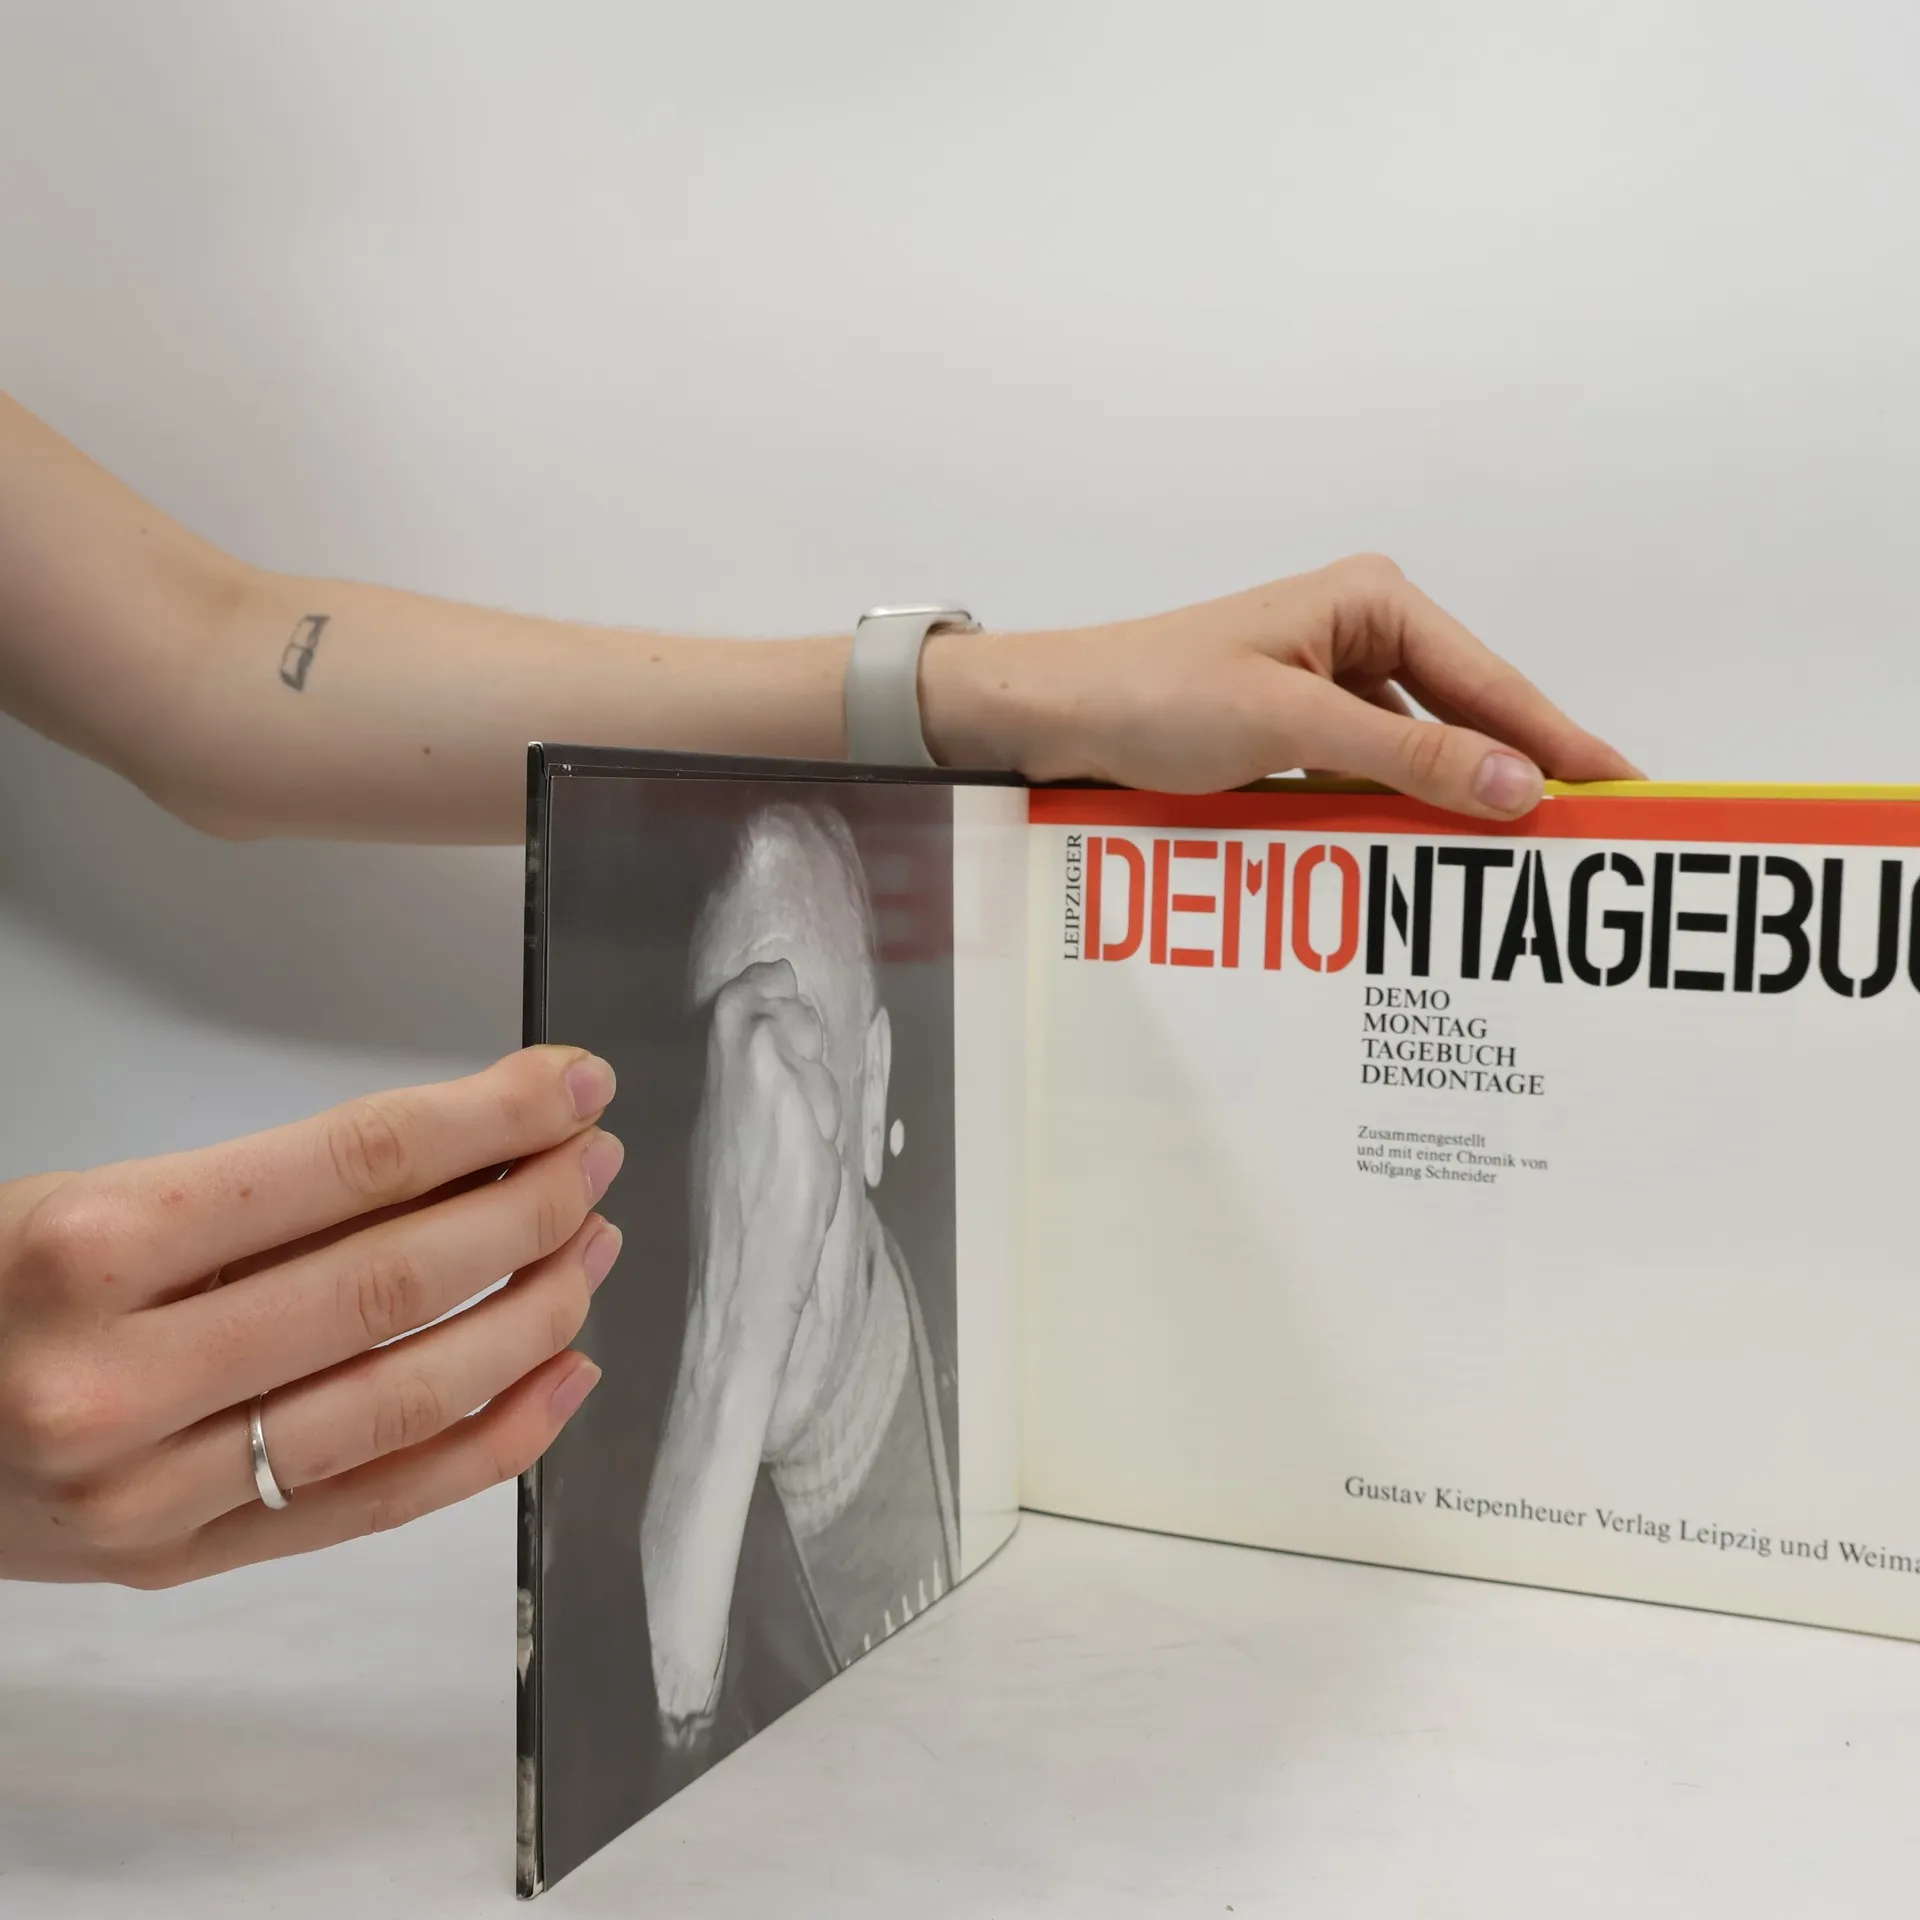 LEIPZIGER
DEMONTAGEBUC
DEMO
MONTAG
TAGEBUCH
DEMONTAGE
Zusammengestellt
und mit einer Chronik von
Wolfgang Schneider
Gustav Kiepenheuer Verlag Leipzig und Weima